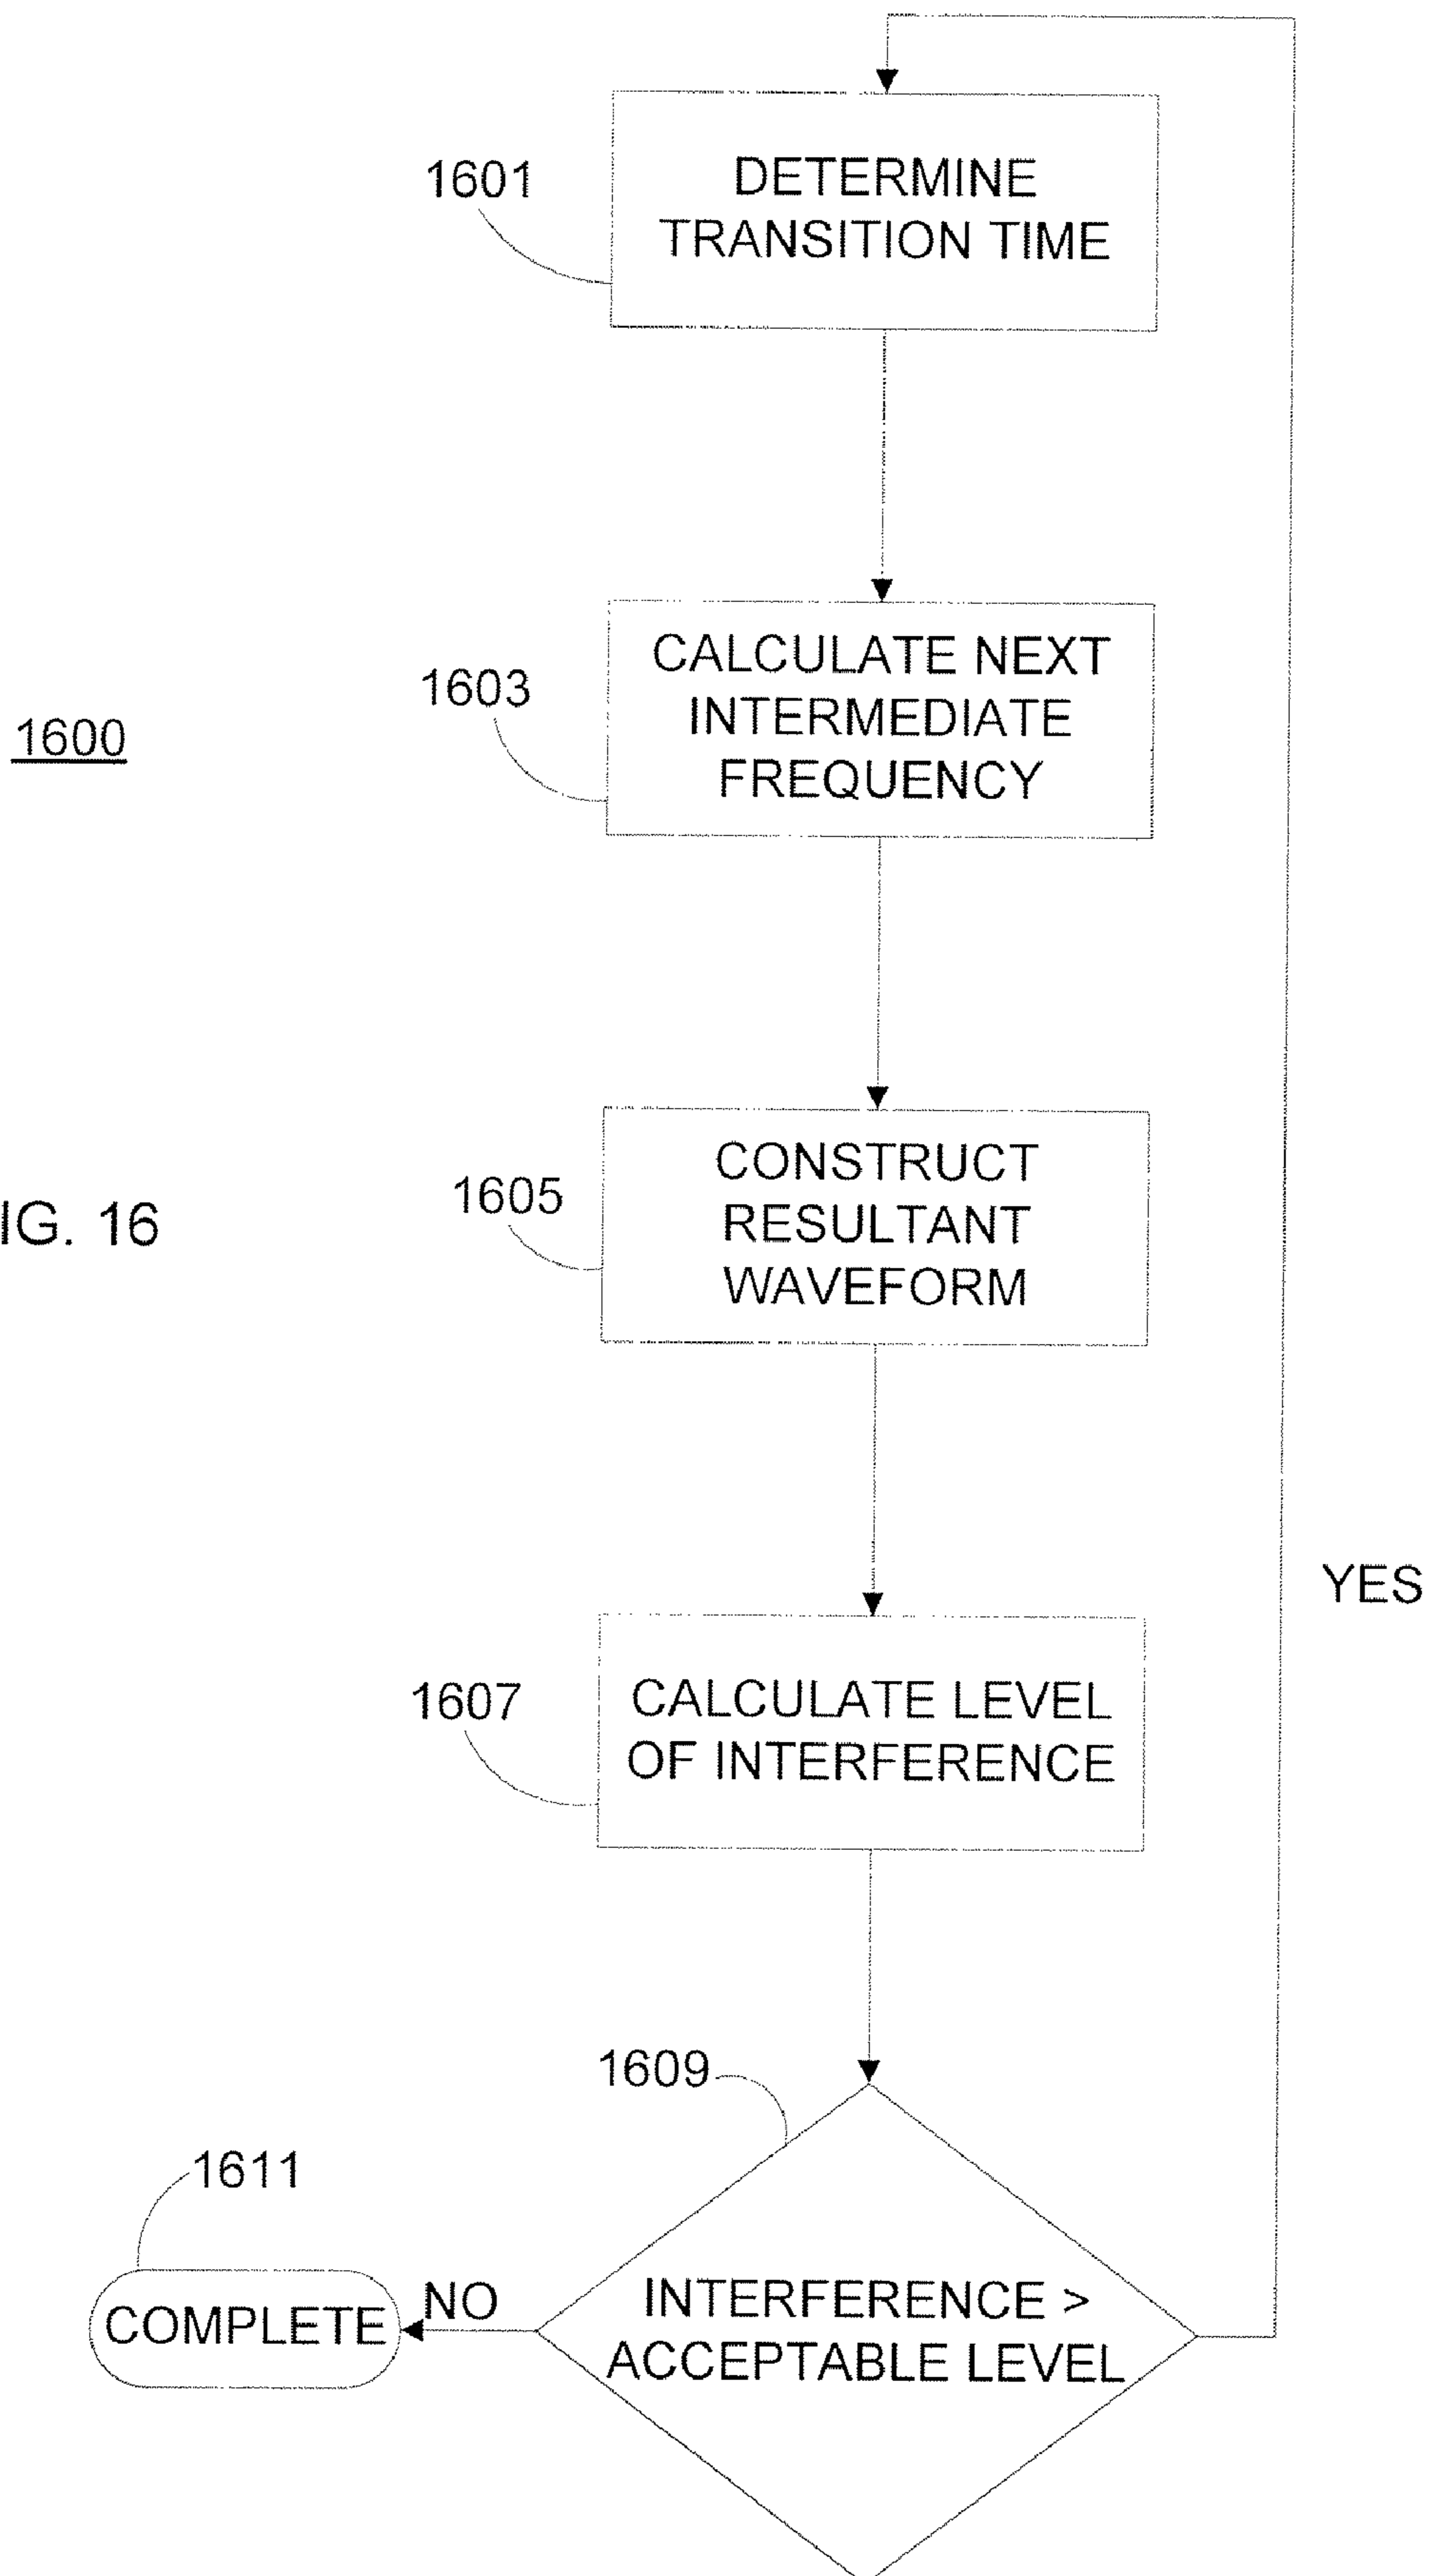 1601
DETERMINE
TRANSITION TIME
1603
CALCULATE NEXT
INTERMEDIATE
FREQUENCY
1600
1605
CONSTRUCT
RESULTANT
WAVEFORM
IG. 16
YES
1607
CALCULATE LEVEL
OF INTERFERENCE
1609
1611
INTERFERENCE >
ACCEPTABLE LEVEL
NO
COMPLETE